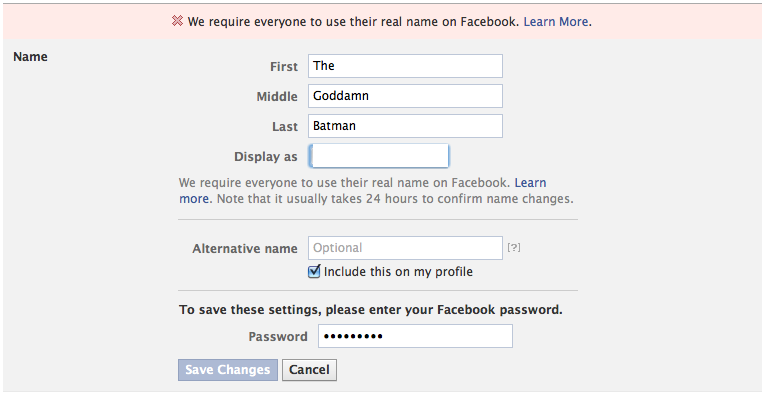 We require everyone to use their real name on Facebook. Learn More.
Name
First The
Middle Goddamn
Last Batman
Display as
We require everyone to use their real name on Facebook. Learn
more. Note that it usually takes 24 hours to confirm name changes.
Alternative name Optional [?]
Include this on my profile
To save these settings, please enter your Facebook password.
Password •••••••••
Save Changes Cancel